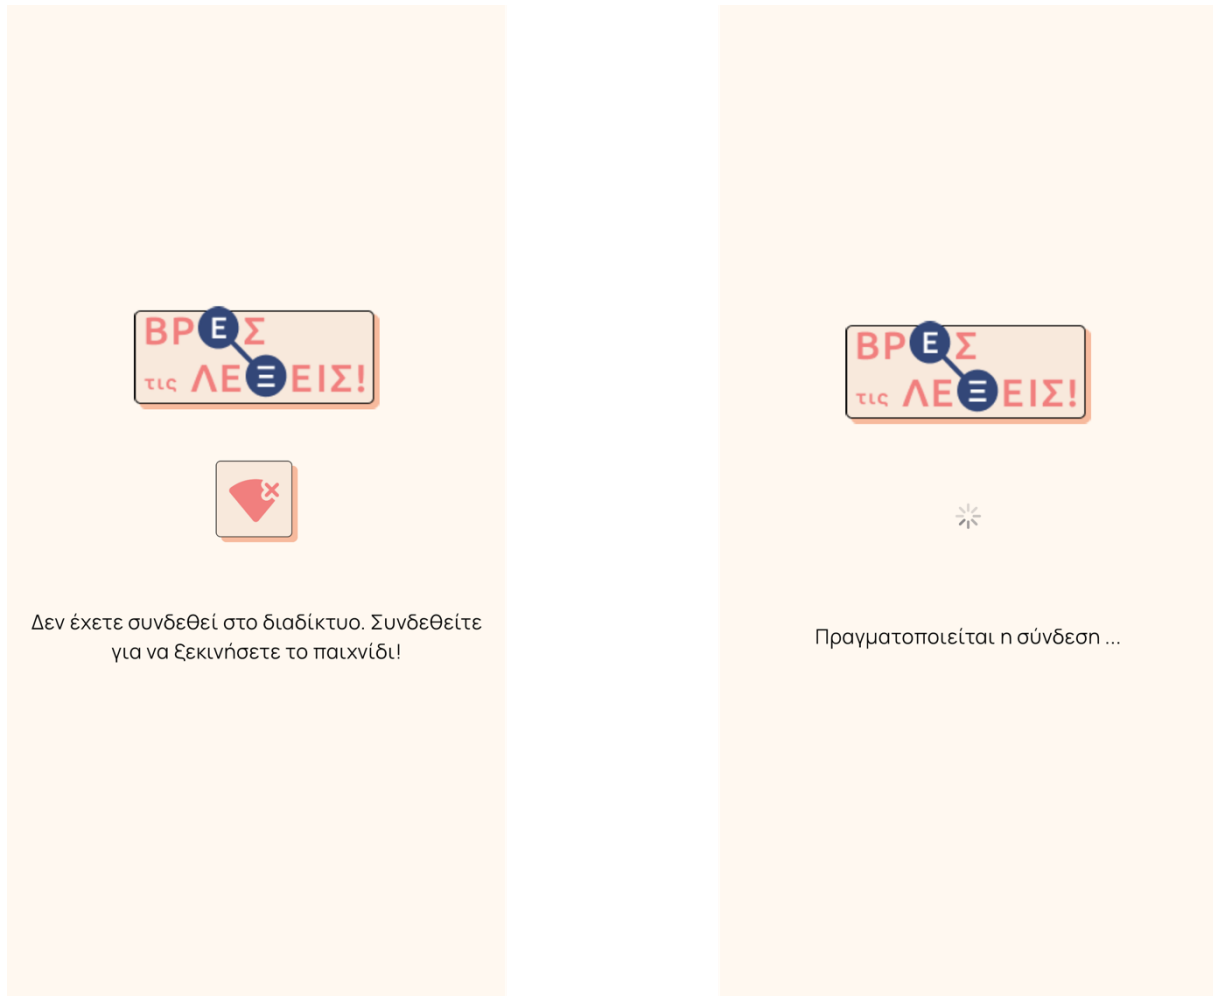 ΒΡΕΣ
τις ΛΕΞΕΙΣ!
Δεν έχετε συνδεθεί στο διαδίκτυο. Συνδεθείτε
για να ξεκινήσετε το παιχνίδι!
ΒΡΕΣ
τις ΛΕΞΕΙΣ!
Πραγματοποιείται η σύνδεση ...